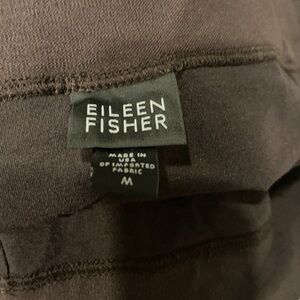 EILEEN
FISHER
MADE IN
USA
OF IMPORTED
FABRIC
M